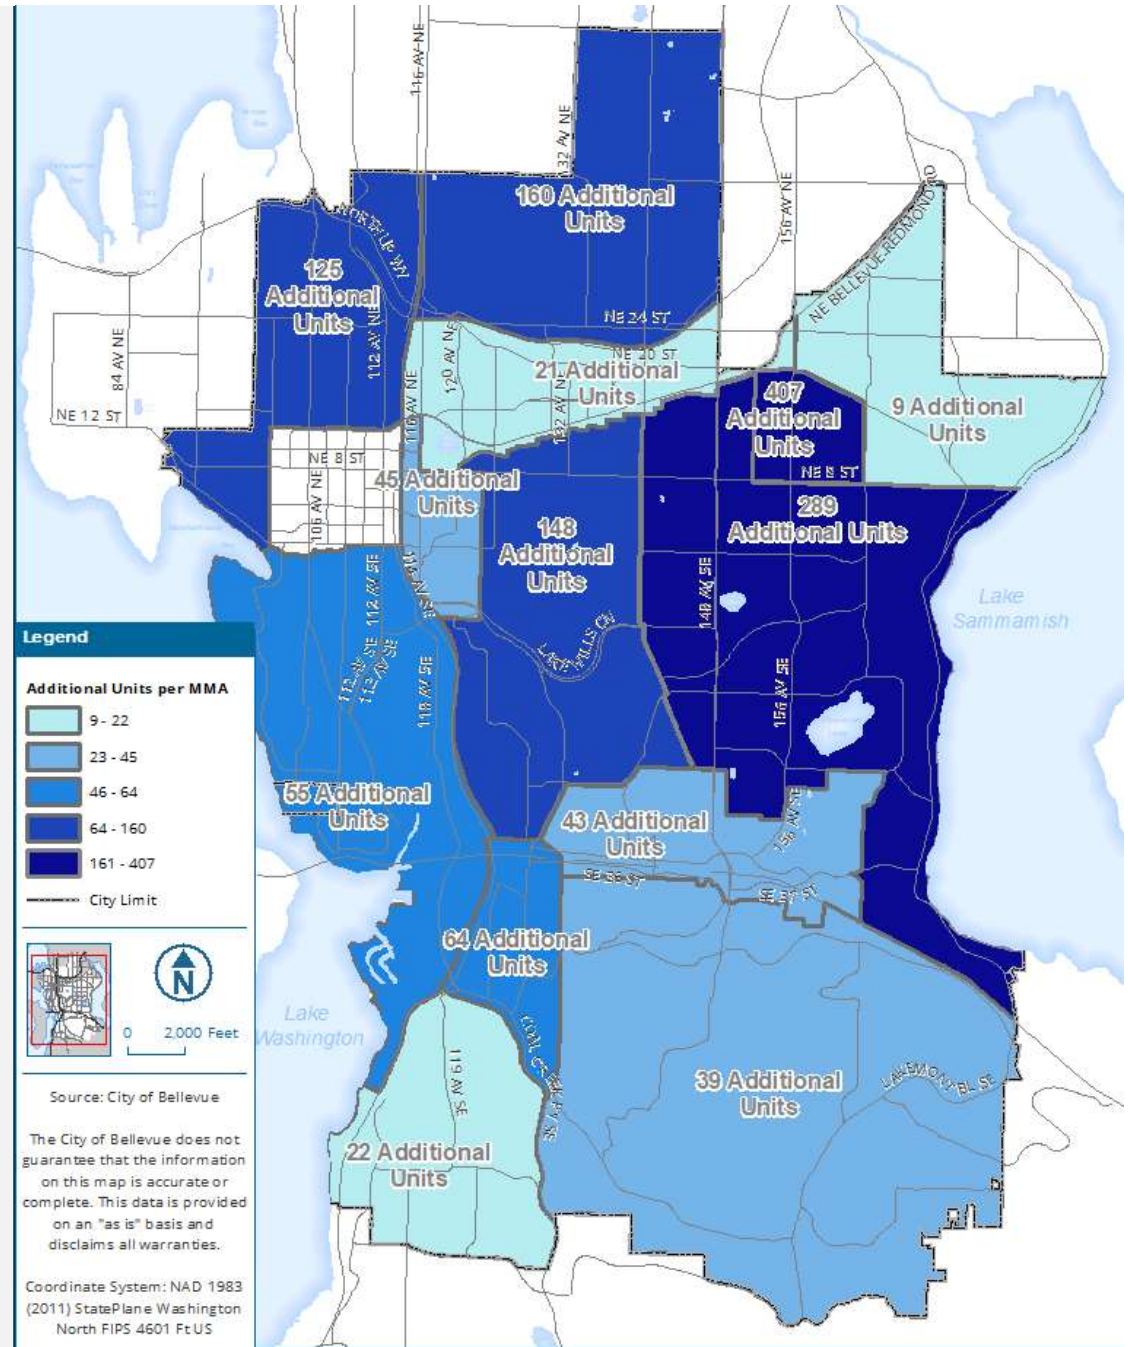 116 AV NE
132 AV NE
160 Additional
Units
156 AV NE
NE BELLEVUE-REDMOND RD
NORTHUP WY
125
Additional
Units
112 AV NE
84 AV NE
NE 12 ST
NE 24 ST
NE 20 ST
120 AV NE
116 AV NE
132 AV NE
21 Additional
Units
407
Additional
Units
NE 8 ST
9 Additional
Units
NE 8 ST
106 AV NE
45 Additional
Units
148
Additional
Units
289
Additional Units
112 AV SE
148 AV SE
Lake
Sammamish
112 AV SE
112 AV SE
118 AV SE
156 AV SE
55 Additional
Units
43 Additional
Units
156 AV SE
SE 36 ST
SE 37 ST
64 Additional
Units
Lake
Washington
119 AV SE
COAL CREEK PY SE
39 Additional
Units
LAKEMONT BL SE
22 Additional
Units
Legend
Additional Units per MMA
9 - 22
23 - 45
46 - 64
64 - 160
161 - 407
City Limit
N
0 2,000 Feet
Source: City of Bellevue
The City of Bellevue does not
guarantee that the information
on this map is accurate or
complete. This data is provided
on an "as is" basis and
disclaims all warranties.
Coordinate System: NAD 1983
(2011) StatePlane Washington
North FIPS 4601 Ft US